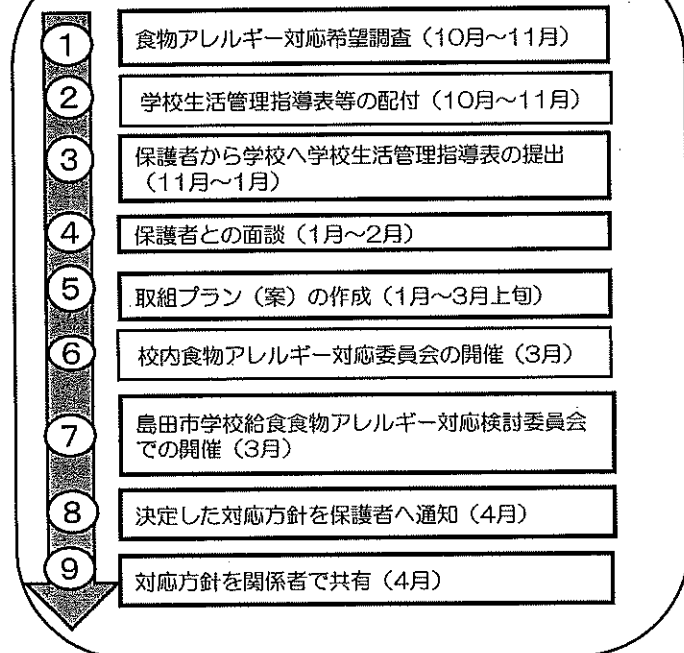 ① 食物アレルギー対応希望調査（10月～11月）
② 学校生活管理指導表等の配付（10月～11月）
③ 保護者から学校へ学校生活管理指導表の提出
（11月～1月）
④ 保護者との面談（1月～2月）
⑤ 取組プラン（案）の作成（1月～3月上旬）
⑥ 校内食物アレルギー対応委員会の開催（3月）
⑦ 島田市学校給食食物アレルギー対応検討委員会
での開催（3月）
⑧ 決定した対応方針を保護者へ通知（4月）
⑨ 対応方針を関係者で共有（4月）